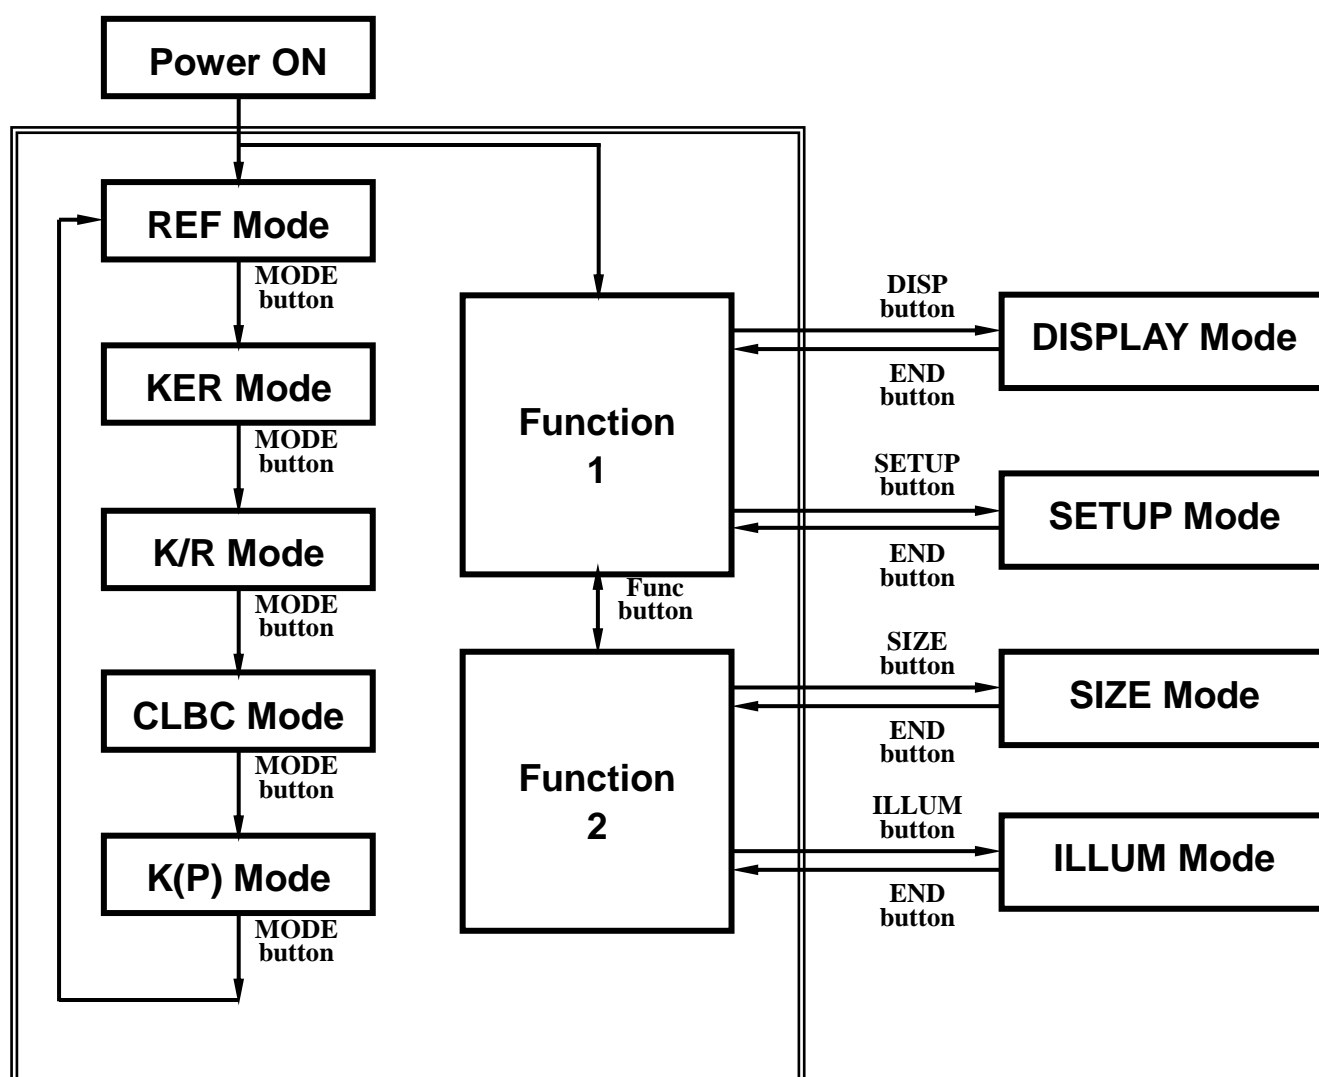 Power ON
REF Mode
MODE
button
KER Mode
MODE
button
K/R Mode
MODE
button
CLBC Mode
MODE
button
K(P) Mode
MODE
button
Function
1
Func
button
Function
2
DISP
button
DISPLAY Mode
END
button
SETUP
button
SETUP Mode
END
button
SIZE
button
SIZE Mode
END
button
ILLUM
button
ILLUM Mode
END
button